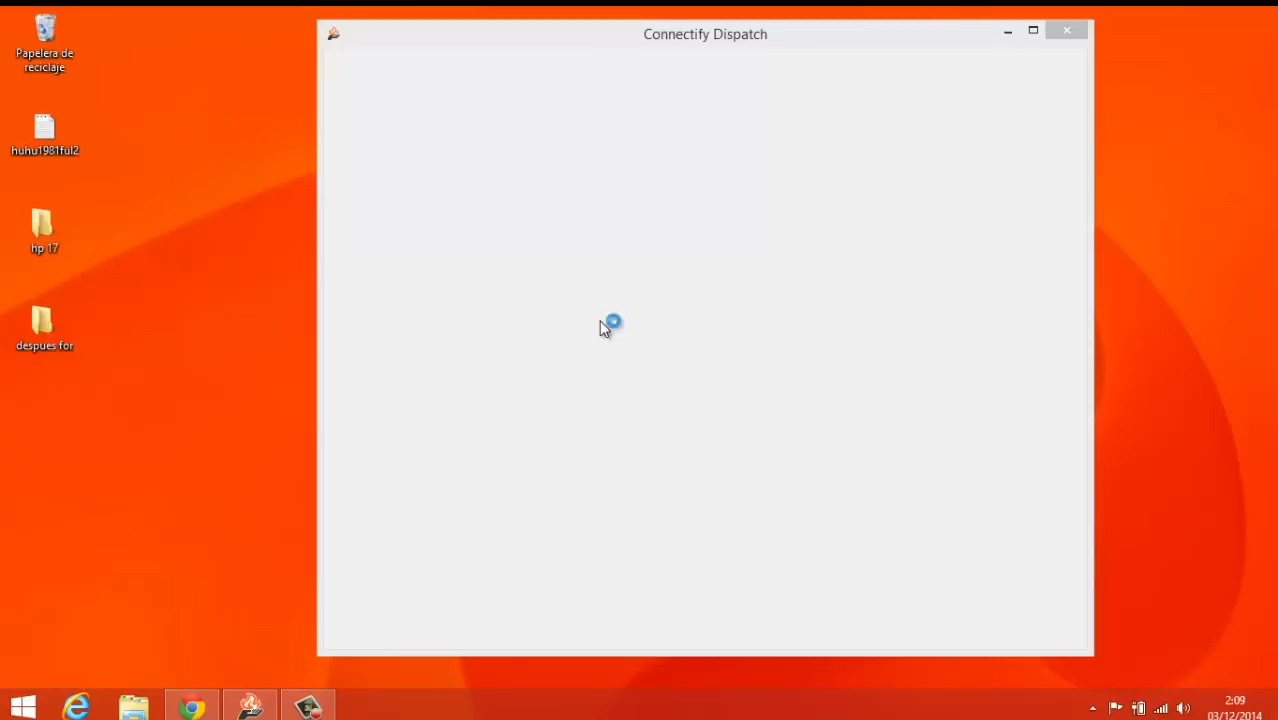 Connectify Dispatch
Papelera de
reciclaje
huhu1981ful2
hp 17
despues for
2:09
03/12/2014